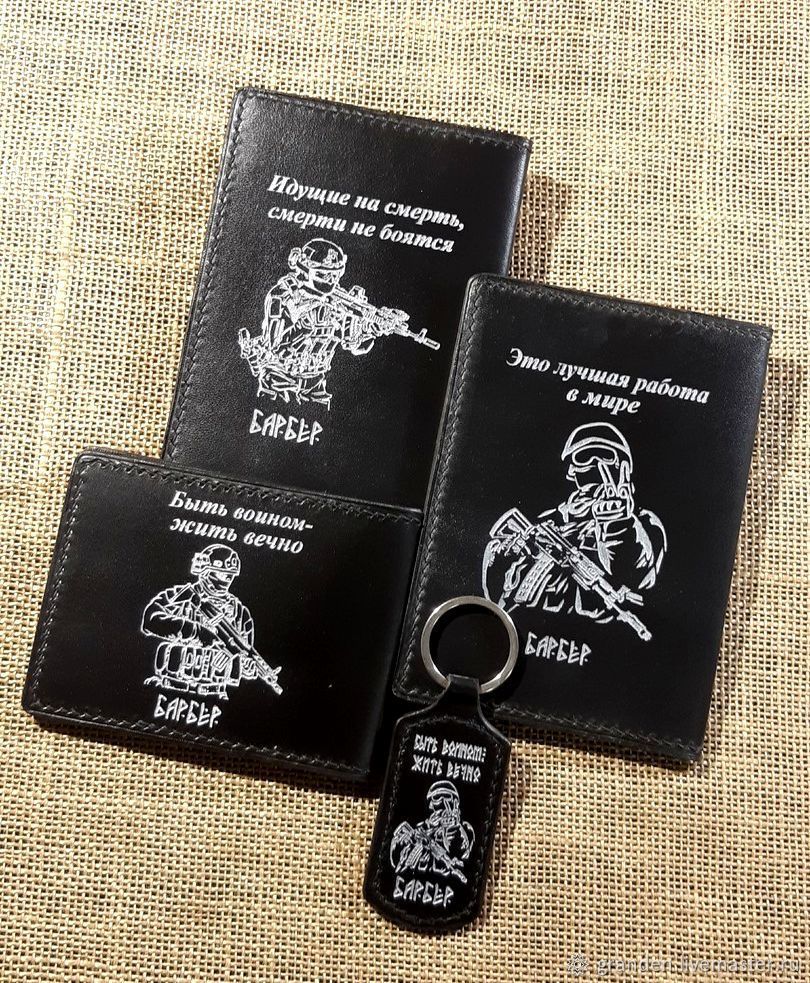 Идущие на смерть,
смерти не боятся
БАРБЕР
Это лучшая работа
в мире
БАРБЕР
Быть воином-
жить вечно
БАРБЕР
БЫТЬ ВОИНОМ:
ЖИТЬ ВЕЧНО
БАРБЕР
granden.livemaster.ru